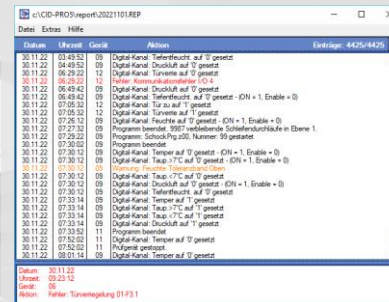 c:\CID-PRO5\report\20221101.REP
Datei Extras Hilfe
Datum Uhrzeit Gerät Aktion Einträge: 4425/4425
30.11.22 03:49:52 09 Digital-Kanal: Tiefentfeucht. auf '0' gesetzt
30.11.22 04:49:52 09 Digital-Kanal: Druckluft auf '0' gesetzt
30.11.22 06:29:22 12 Digital-Kanal: Türverrie auf '0' gesetzt
30.11.22 06:29:22 12 Fehler: Kommunikationsfehler I/O 4
30.11.22 06:49:42 09 Digital-Kanal: Druckluft auf '0' gesetzt
30.11.22 06:49:42 09 Digital-Kanal: Tiefentfeucht. auf '0' gesetzt - (ON = 1, Enable = 0)
30.11.22 07:05:32 12 Digital-Kanal: Tür zu auf '1' gesetzt
30.11.22 07:05:32 12 Digital-Kanal: Türverrie auf '1' gesetzt
30.11.22 07:26:12 09 Digital-Kanal: Feuchte auf '0' gesetzt - (ON = 1, Enable = 0)
30.11.22 07:27:32 09 Programm beendet. 9987 verbleibende Schleifendurchläufe in Ebene 1.
30.11.22 07:29:22 09 Programm: Schock.Prg.z00, Nummer: 99 gestartet
30.11.22 07:30:02 09 Programm beendet
30.11.22 07:30:12 09 Digital-Kanal: Temper auf '0' gesetzt
30.11.22 07:30:12 09 Digital-Kanal: Taup.>7°C auf '0' gesetzt - (ON = 1, Enable = 0)
30.11.22 07:30:12 09 Warnung: Feuchte Toleranzband Oben
30.11.22 07:30:12 09 Digital-Kanal: Taup.<7°C auf '0' gesetzt
30.11.22 07:30:12 09 Digital-Kanal: Druckluft auf '0' gesetzt - (ON = 1, Enable = 0)
30.11.22 07:30:12 09 Digital-Kanal: Tiefentfeucht. auf '0' gesetzt - (ON = 1, Enable = 0)
30.11.22 07:33:14 09 Digital-Kanal: Temper auf '1' gesetzt
30.11.22 07:33:14 09 Digital-Kanal: Taup.>7°C auf '1' gesetzt
30.11.22 07:33:14 09 Digital-Kanal: Taup.<7°C auf '1' gesetzt
30.11.22 07:33:14 09 Digital-Kanal: Druckluft auf '1' gesetzt
30.11.22 07:33:52 11 Programm beendet
30.11.22 07:52:02 11 Digital-Kanal: Temper auf '0' gesetzt
30.11.22 07:52:02 11 Prüfgerät gestoppt.
30.11.22 08:01:14 09 Digital-Kanal: Temper auf '0' gesetzt
Datum: 30.11.22
Uhrzeit: 09:23:12
Gerät: 06
Aktion: Fehler: Türverriegelung 01-F3.1